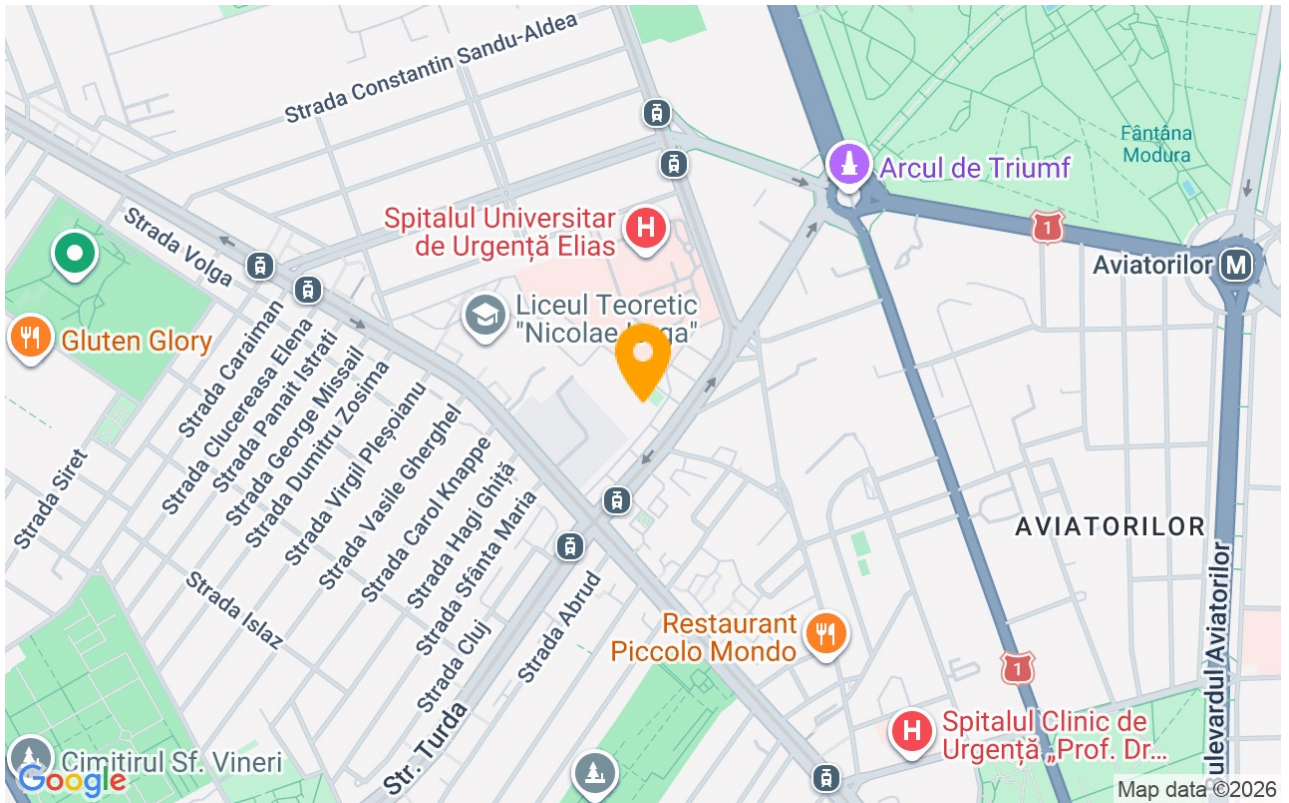 Strada Constantin Sandu-Aldea
Fântâna
Modura
Arcul de Triumf
1
Strada Volga
Spitalul Universitar
de Urgență Elias
H
Aviatorilor
M
Liceul Teoretic
"Nicolae
Gluten Glory
Strada Caraiman
Strada Clucereasa Elena
Strada Panait Istrati
Strada George Missail
Strada Dumitru Zosima
Strada Virgil Pleșoianu
Strada Vasile Gherghel
Strada Carol Knappe
Strada Hagi Ghiță
Strada Sfânta Maria
Strada Siret
Strada Islaz
Strada Cluj
Strada Abrud
Str. Turda
AVIATORILOR
Bulevardul Aviatorilor
Restaurant
Piccolo Mondo
1
H
Spitalul Clinic de
Urgență „Prof. Dr...
Cimitirul Sf. Vineri
Google
Map data ©2026